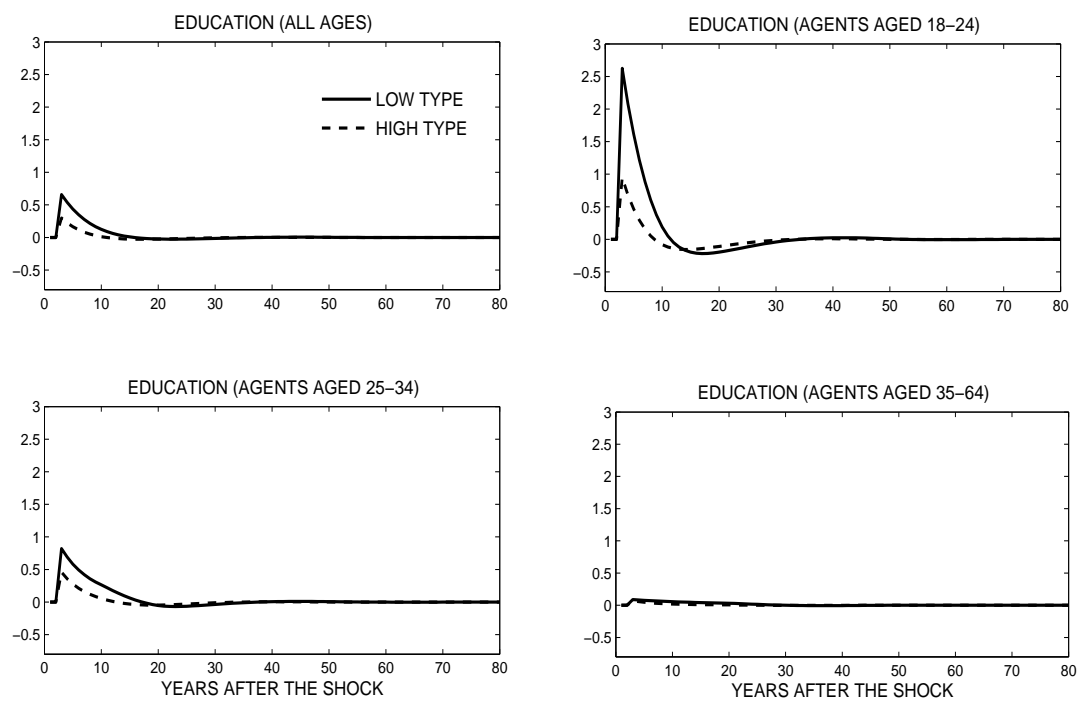 EDUCATION (ALL AGES)
3
2.5
2
1.5
1
0.5
0
−0.5
0 10 20 30 40 50 60 70 80
LOW TYPE
HIGH TYPE
EDUCATION (AGENTS AGED 18−24)
3
2.5
2
1.5
1
0.5
0
−0.5
0 10 20 30 40 50 60 70 80
EDUCATION (AGENTS AGED 25−34)
3
2.5
2
1.5
1
0.5
0
−0.5
0 10 20 30 40 50 60 70 80
YEARS AFTER THE SHOCK
EDUCATION (AGENTS AGED 35−64)
3
2.5
2
1.5
1
0.5
0
−0.5
0 10 20 30 40 50 60 70 80
YEARS AFTER THE SHOCK